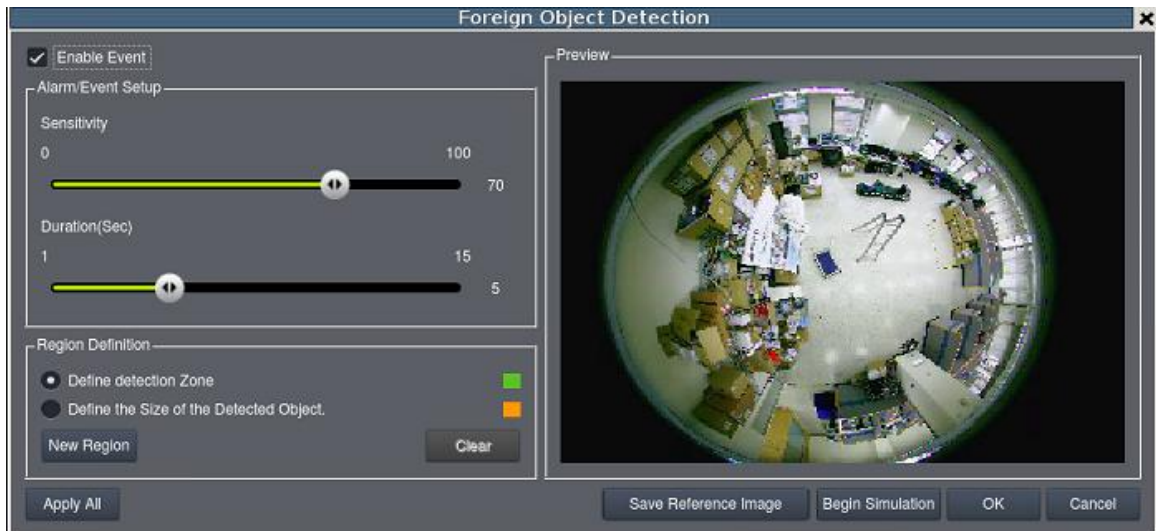 Foreign Object Detection
Enable Event
Alarm/Event Setup
Sensitivity
0 100
70
Duration(Sec)
1 15
5
Region Definition
Define detection Zone
Define the Size of the Detected Object.
New Region Clear
Preview
Apply All Save Reference Image Begin Simulation OK Cancel